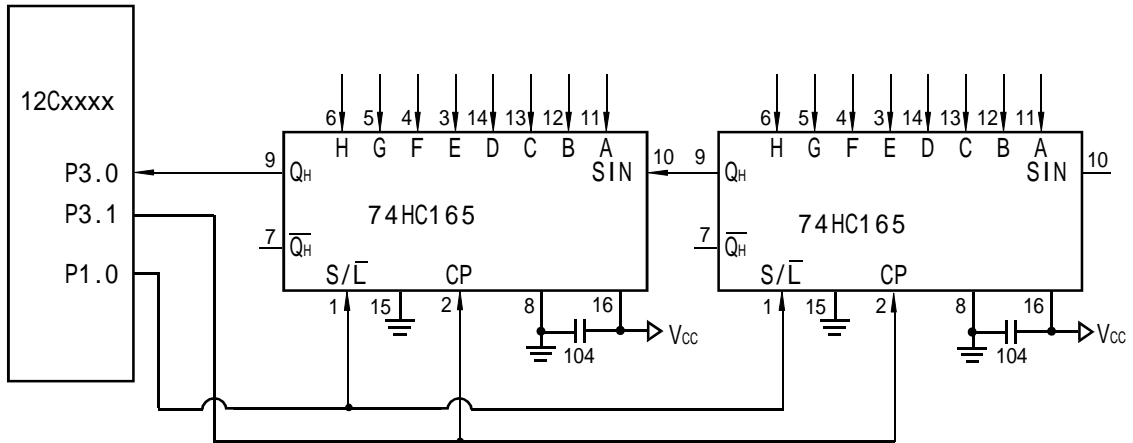 12Cxxxx
P3.0
P3.1
P1.0
6 5 4 3 14 13 12 11
H G F E D C B A
9 QH SIN 10
74HC165
7 Q̅H̅
S/L̅ CP
1 15 2 8 16
104 VCC
6 5 4 3 14 13 12 11
H G F E D C B A
9 QH SIN 10
74HC165
7 Q̅H̅
S/L̅ CP
1 15 2 8 16
104 VCC